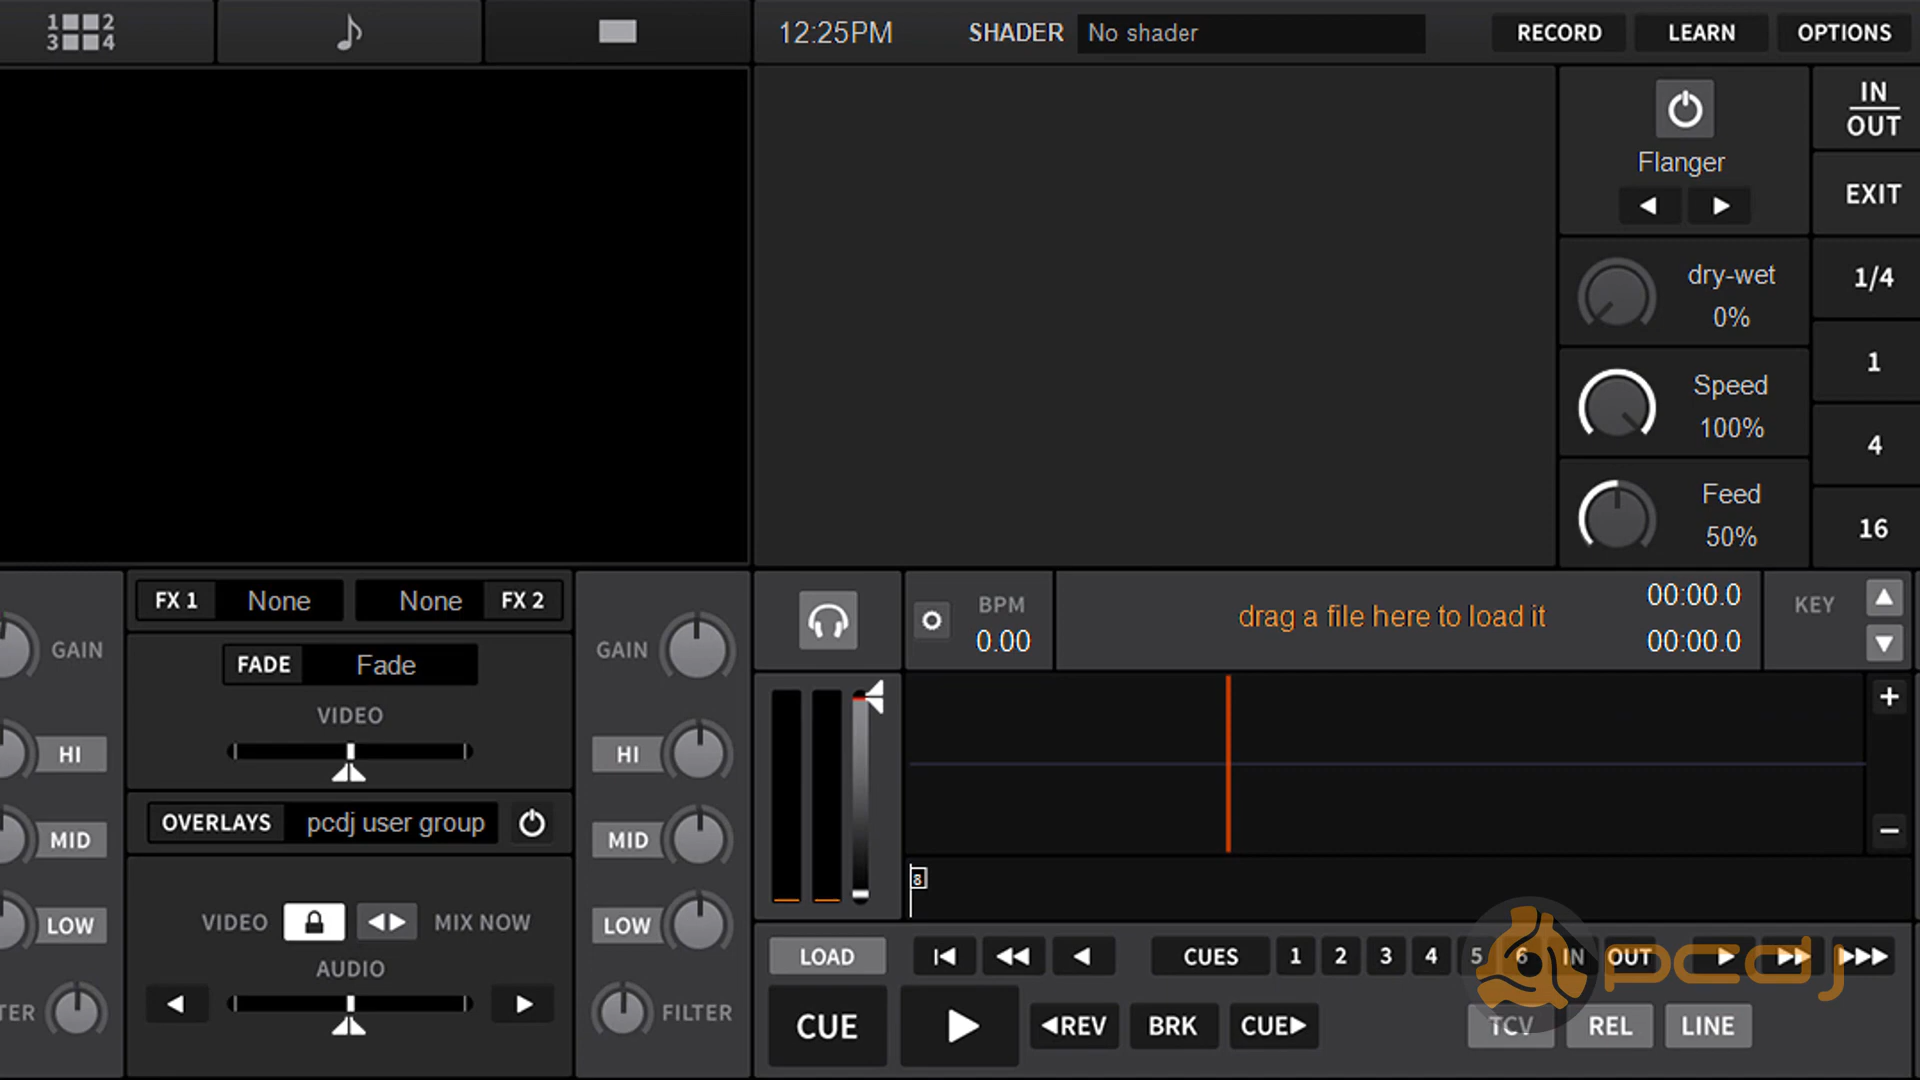 1 2
3 4
12:25PM
SHADER No shader
RECORD LEARN OPTIONS
IN
OUT
Flanger
EXIT
dry-wet
0%
1/4
Speed
100%
1
4
Feed
50%
16
GAIN
FX 1 None None FX 2
GAIN
BPM
0.00
drag a file here to load it
00:00.0
00:00.0
KEY
FADE Fade
VIDEO
HI
HI
OVERLAYS pcdj user group
MID
MID
8
VIDEO MIX NOW
LOW
LOW
AUDIO
LOAD CUES 1 2 3 4 5 6 IN OUT
pcdj
TER
FILTER
CUE REV BRK CUE TCV REL LINE